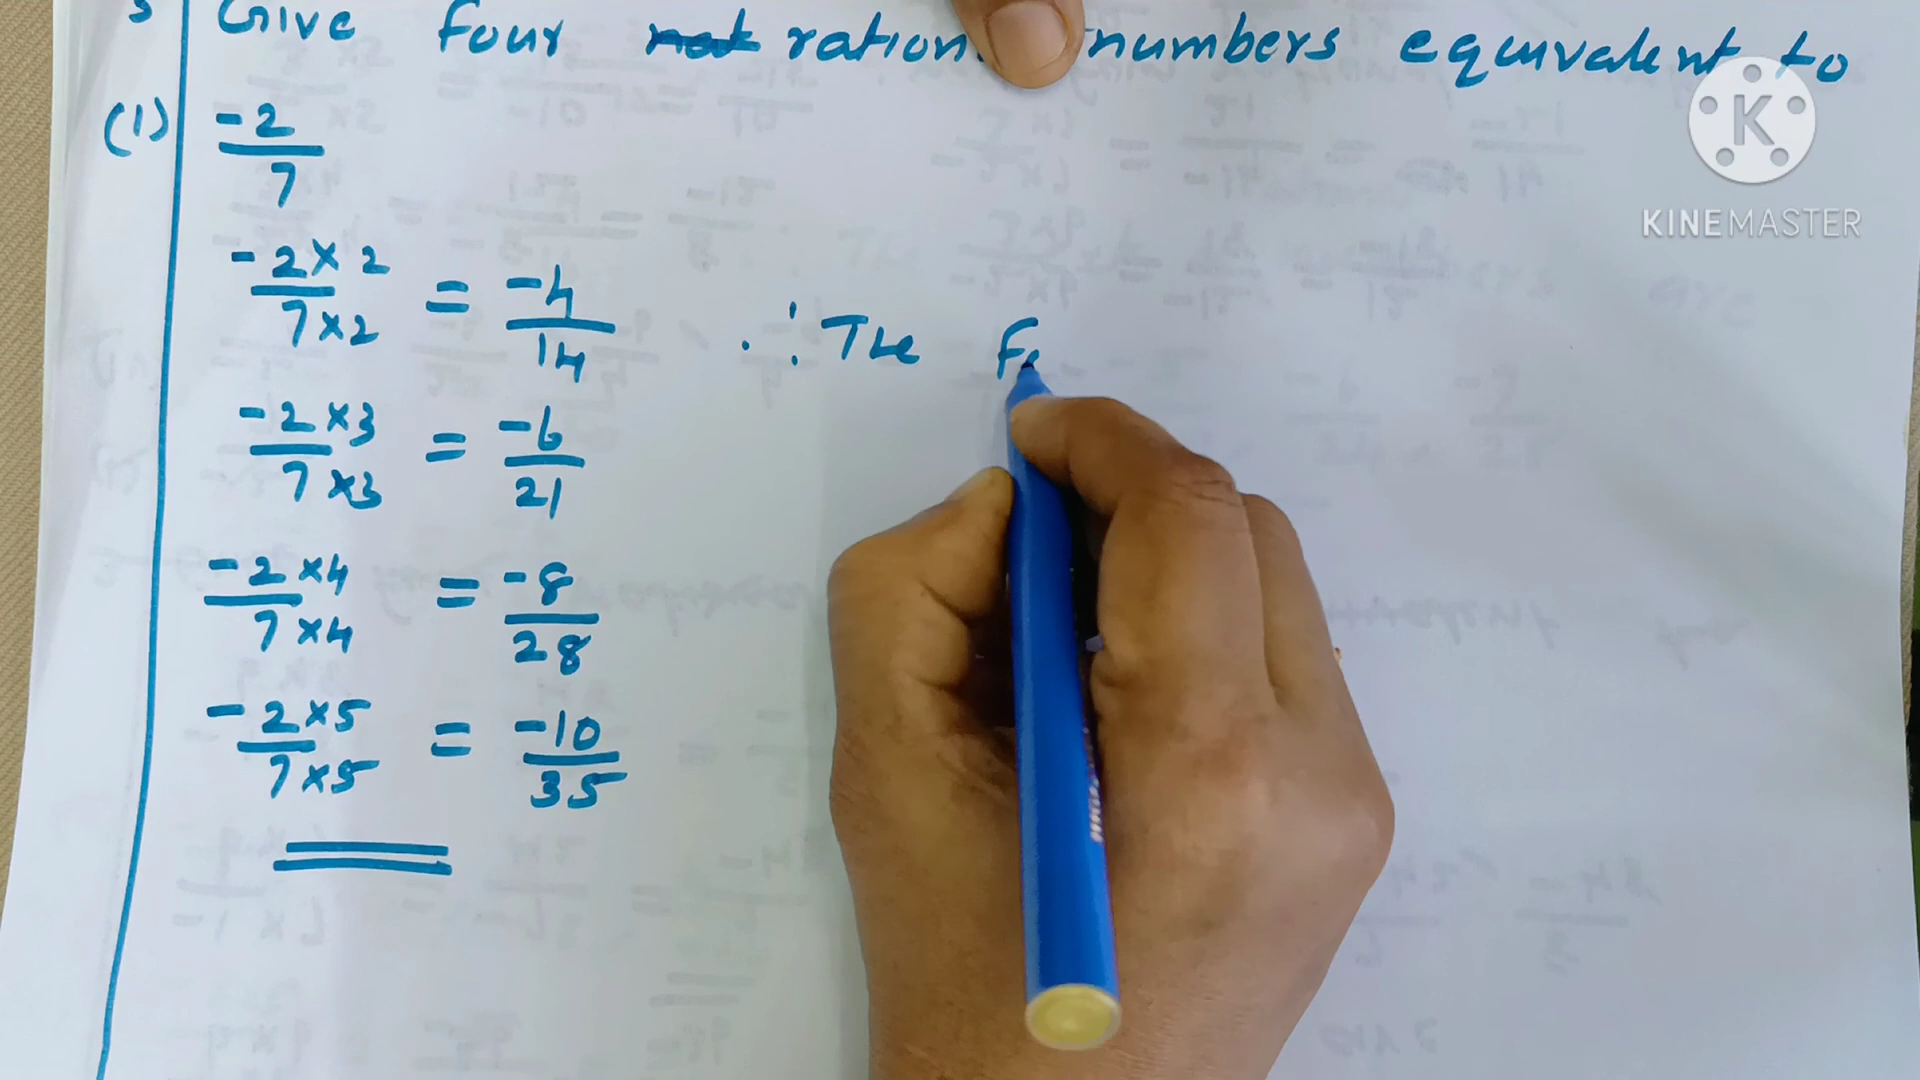 Give four rational numbers equivalent to
(1) -2/7
-2×2/7×2 = -4/14
∴ The Fo
-2×3/7×3 = -6/21
-2×4/7×4 = -8/28
-2×5/7×5 = -10/35
K
KINEMASTER